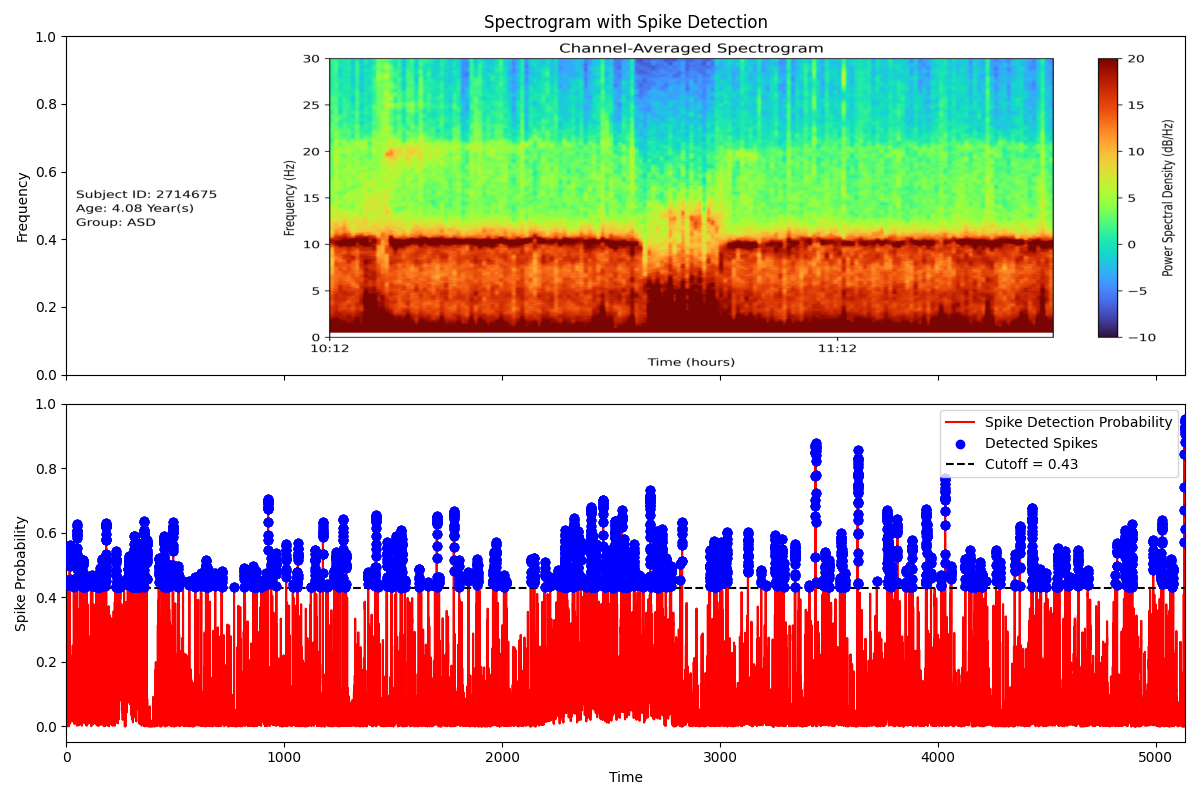 Spectrogram with Spike Detection
Channel-Averaged Spectrogram
1.0
0.8
0.6
0.4
0.2
0.0
Frequency
Subject ID: 2714675
Age: 4.08 Year(s)
Group: ASD
30
25
20
15
10
5
0
Frequency (Hz)
10:12
11:12
Time (hours)
20
15
10
5
0
−5
−10
Power Spectral Density (dB/Hz)
1.0
0.8
0.6
0.4
0.2
0.0
Spike Probability
Spike Detection Probability
Detected Spikes
Cutoff = 0.43
0
1000
2000
3000
4000
5000
Time